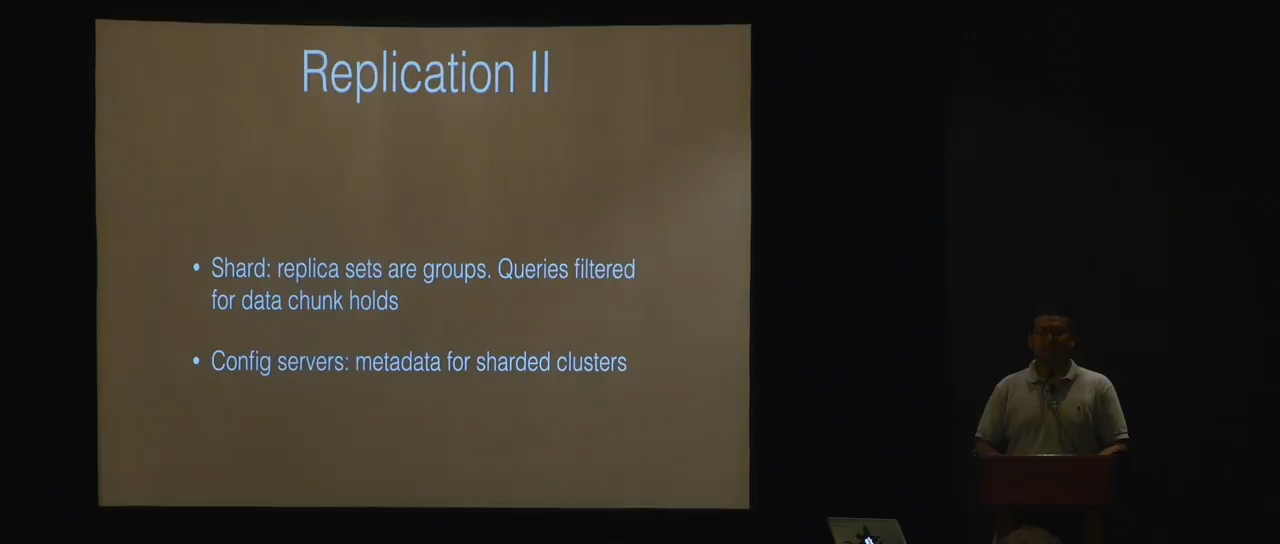 Replication II
• Shard: replica sets are groups. Queries filtered
for data chunk holds
• Config servers: metadata for sharded clusters